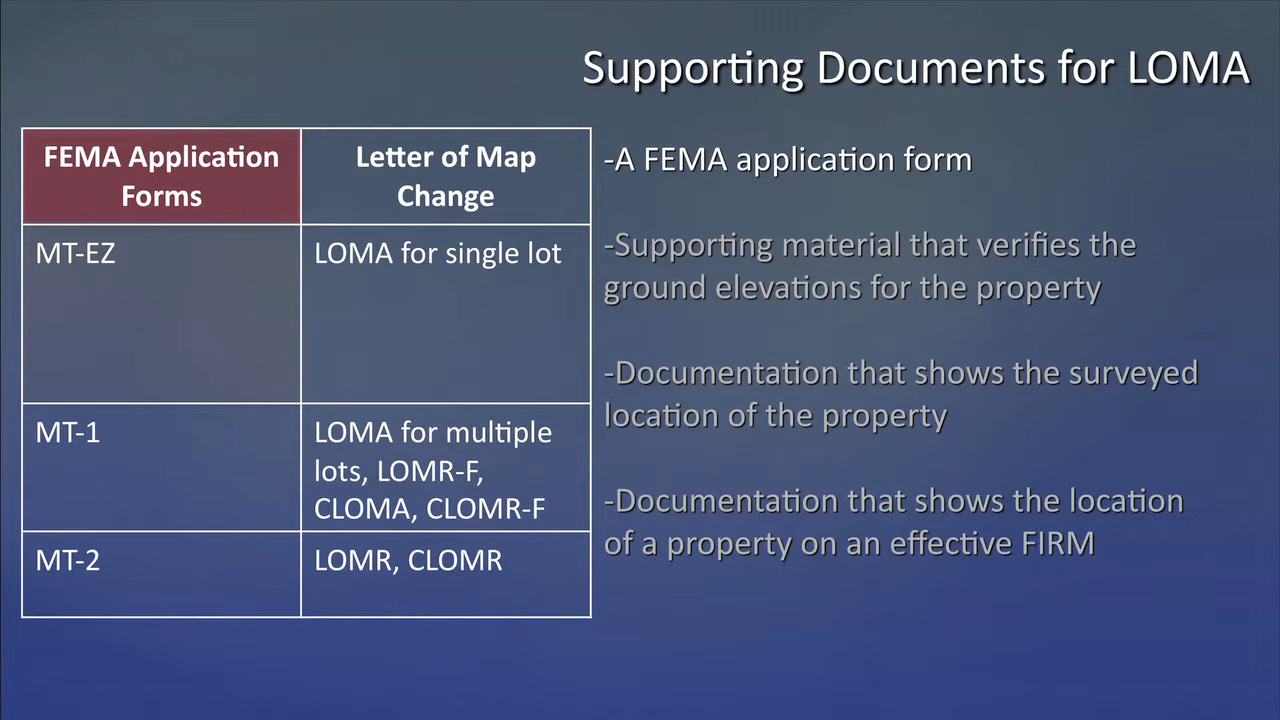 Supporting Documents for LOMA
FEMA Application
Forms
Letter of Map
Change
MT-EZ
LOMA for single lot
MT-1
LOMA for multiple
lots, LOMR-F,
CLOMA, CLOMR-F
MT-2
LOMR, CLOMR
-A FEMA application form
-Supporting material that verifies the
ground elevations for the property
-Documentation that shows the surveyed
location of the property
-Documentation that shows the location
of a property on an effective FIRM